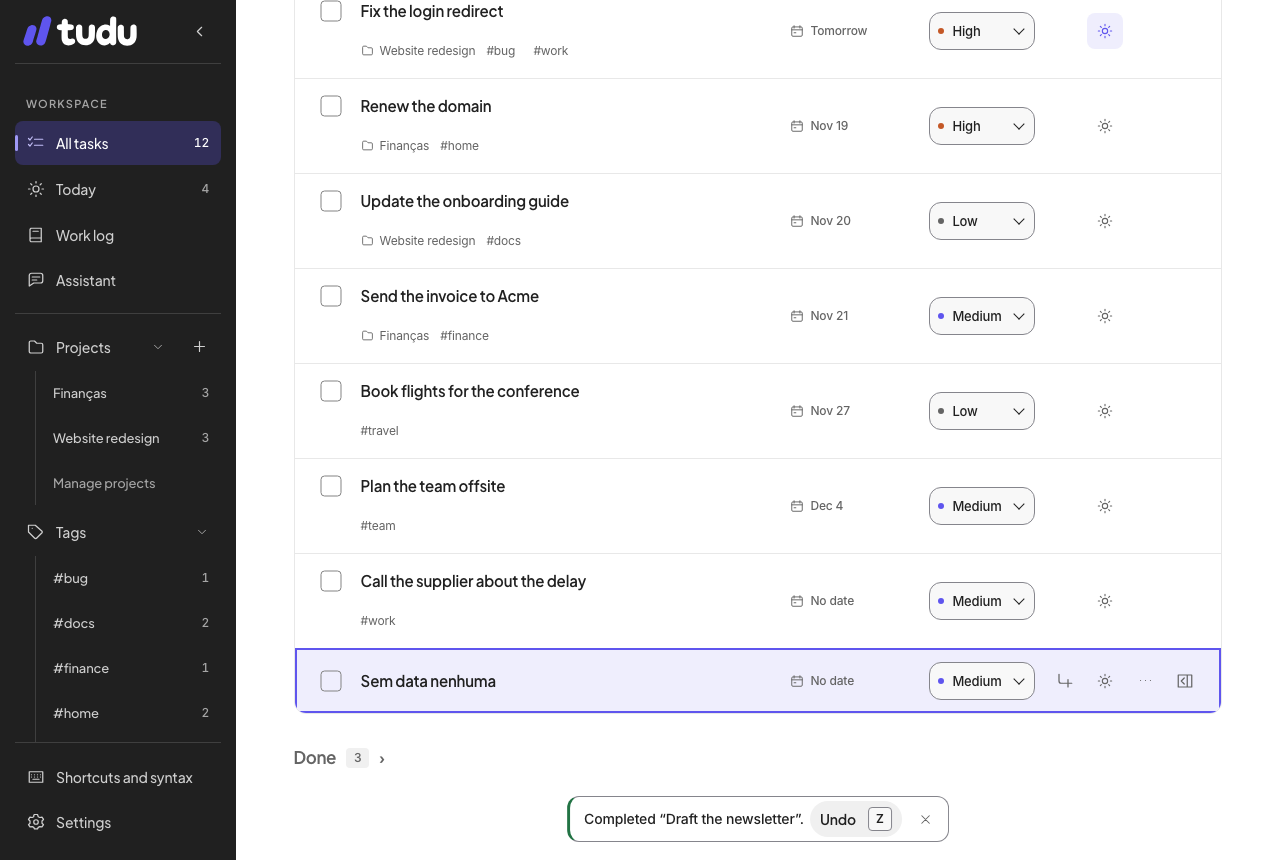 tudu
WORKSPACE
All tasks 12
Today 4
Work log
Assistant
Projects
Finanças 3
Website redesign 3
Manage projects
Tags
#bug 1
#docs 2
#finance 1
#home 2
Shortcuts and syntax
Settings
Fix the login redirect
Website redesign #bug #work
Tomorrow
High
Renew the domain
Finanças #home
Nov 19
High
Update the onboarding guide
Website redesign #docs
Nov 20
Low
Send the invoice to Acme
Finanças #finance
Nov 21
Medium
Book flights for the conference
#travel
Nov 27
Low
Plan the team offsite
#team
Dec 4
Medium
Call the supplier about the delay
#work
No date
Medium
Sem data nenhuma
No date
Medium
Done 3
Completed “Draft the newsletter”. Undo Z